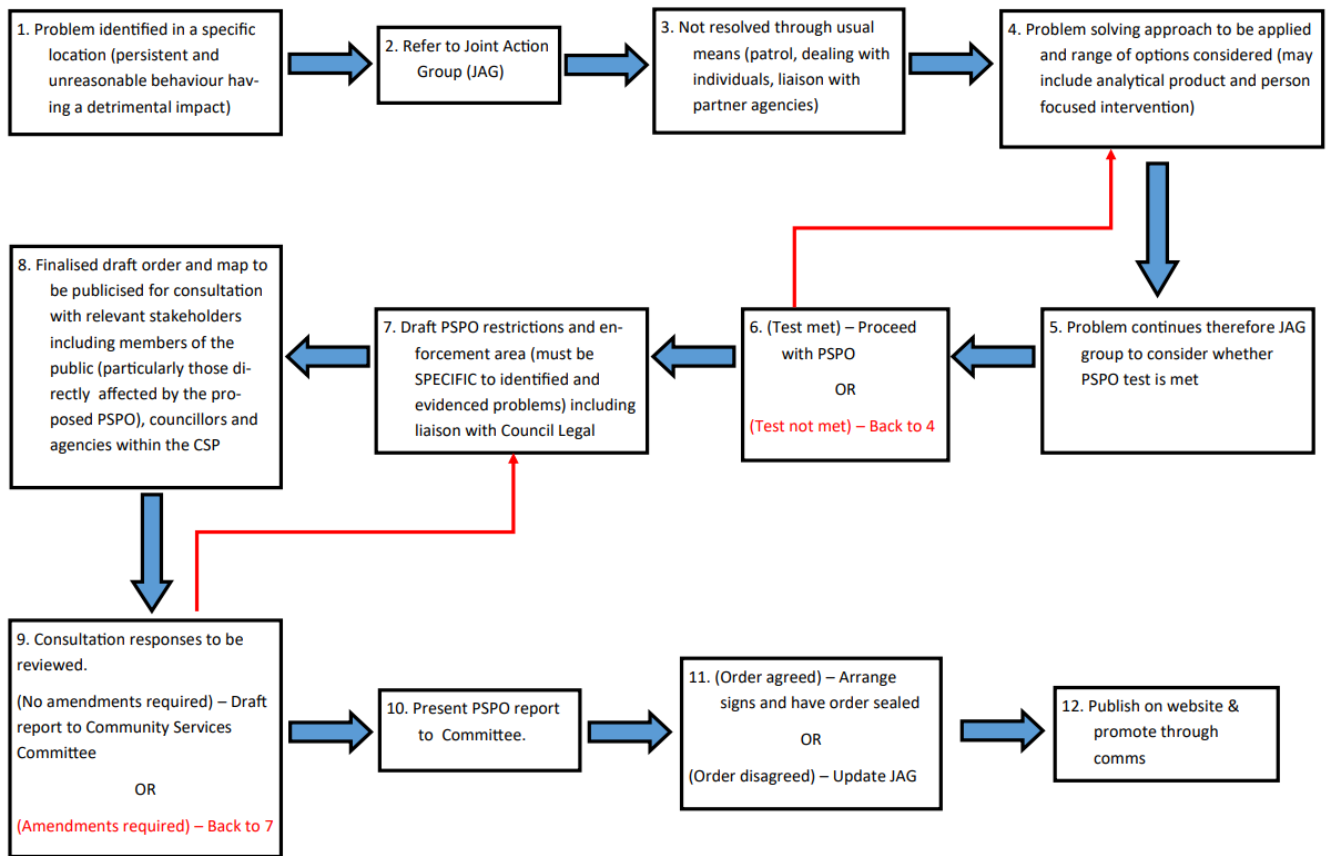 1. Problem identified in a specific
location (persistent and
unreasonable behaviour hav-
ing a detrimental impact)
2. Refer to Joint Action
Group (JAG)
3. Not resolved through usual
means (patrol, dealing with
individuals, liaison with
partner agencies)
4. Problem solving approach to be applied
and range of options considered (may
include analytical product and person
focused intervention)
8. Finalised draft order and map to
be publicised for consultation
with relevant stakeholders
including members of the
public (particularly those di-
rectly affected by the pro-
posed PSPO), councillors and
agencies within the CSP
7. Draft PSPO restrictions and en-
forcement area (must be
SPECIFIC to identified and
evidenced problems) including
liaison with Council Legal
6. (Test met) – Proceed
with PSPO
OR
(Test not met) – Back to 4
5. Problem continues therefore JAG
group to consider whether
PSPO test is met
9. Consultation responses to be
reviewed.
(No amendments required) – Draft
report to Community Services
Committee
OR
(Amendments required) – Back to 7
10. Present PSPO report
to Committee.
11. (Order agreed) – Arrange
signs and have order sealed
OR
(Order disagreed) – Update JAG
12. Publish on website &
promote through
comms